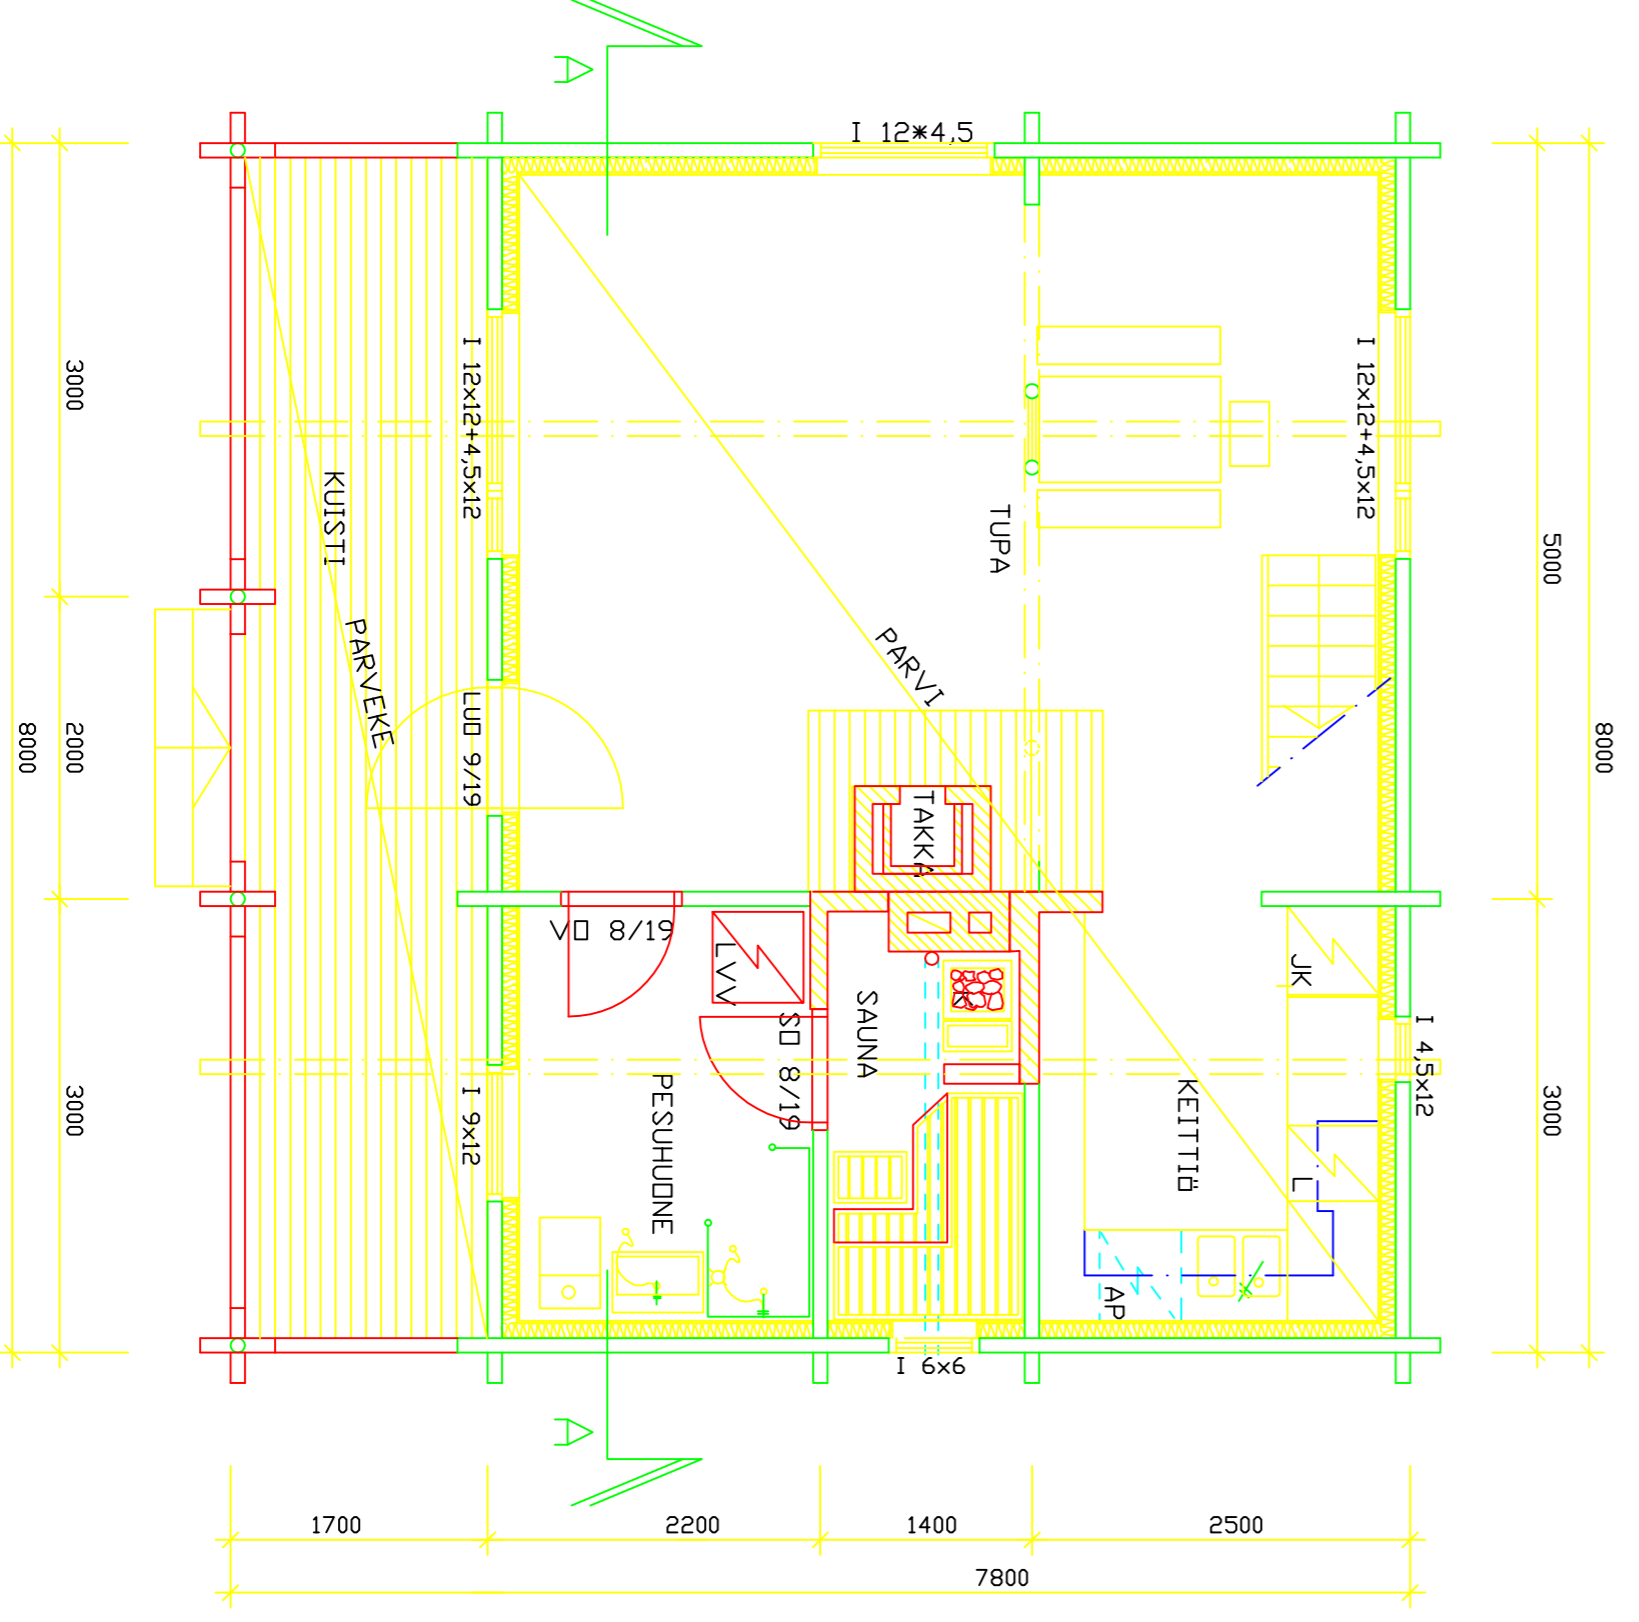 A
I 12*4,5
3000
2000
3000
8000
I 12x12+4,5x12
I 12x12+4,5x12
5000
3000
8000
KUISTI
PARVEKE
TUPA
PARVI
LUO 9/19
TAKKA
VO 8/19
LVV
SO 8/19
SAUNA
K
JK
I 4,5x12
I 9x12
PESUHUONE
KEITTIÖ
L
AP
I 6x6
A
1700
2200
1400
2500
7800